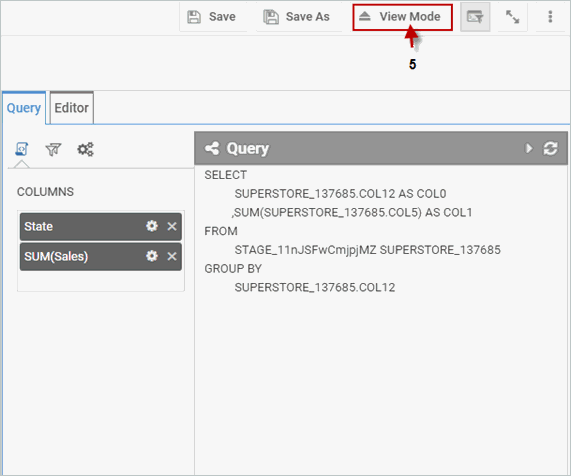 Save Save As View Mode
5
Query Editor
Query
COLUMNS
State
SUM(Sales)
SELECT
SUPERSTORE_137685.COL12 AS COL0
,SUM(SUPERSTORE_137685.COL5) AS COL1
FROM
STAGE_11nJSFwCmjpjMZ SUPERSTORE_137685
GROUP BY
SUPERSTORE_137685.COL12